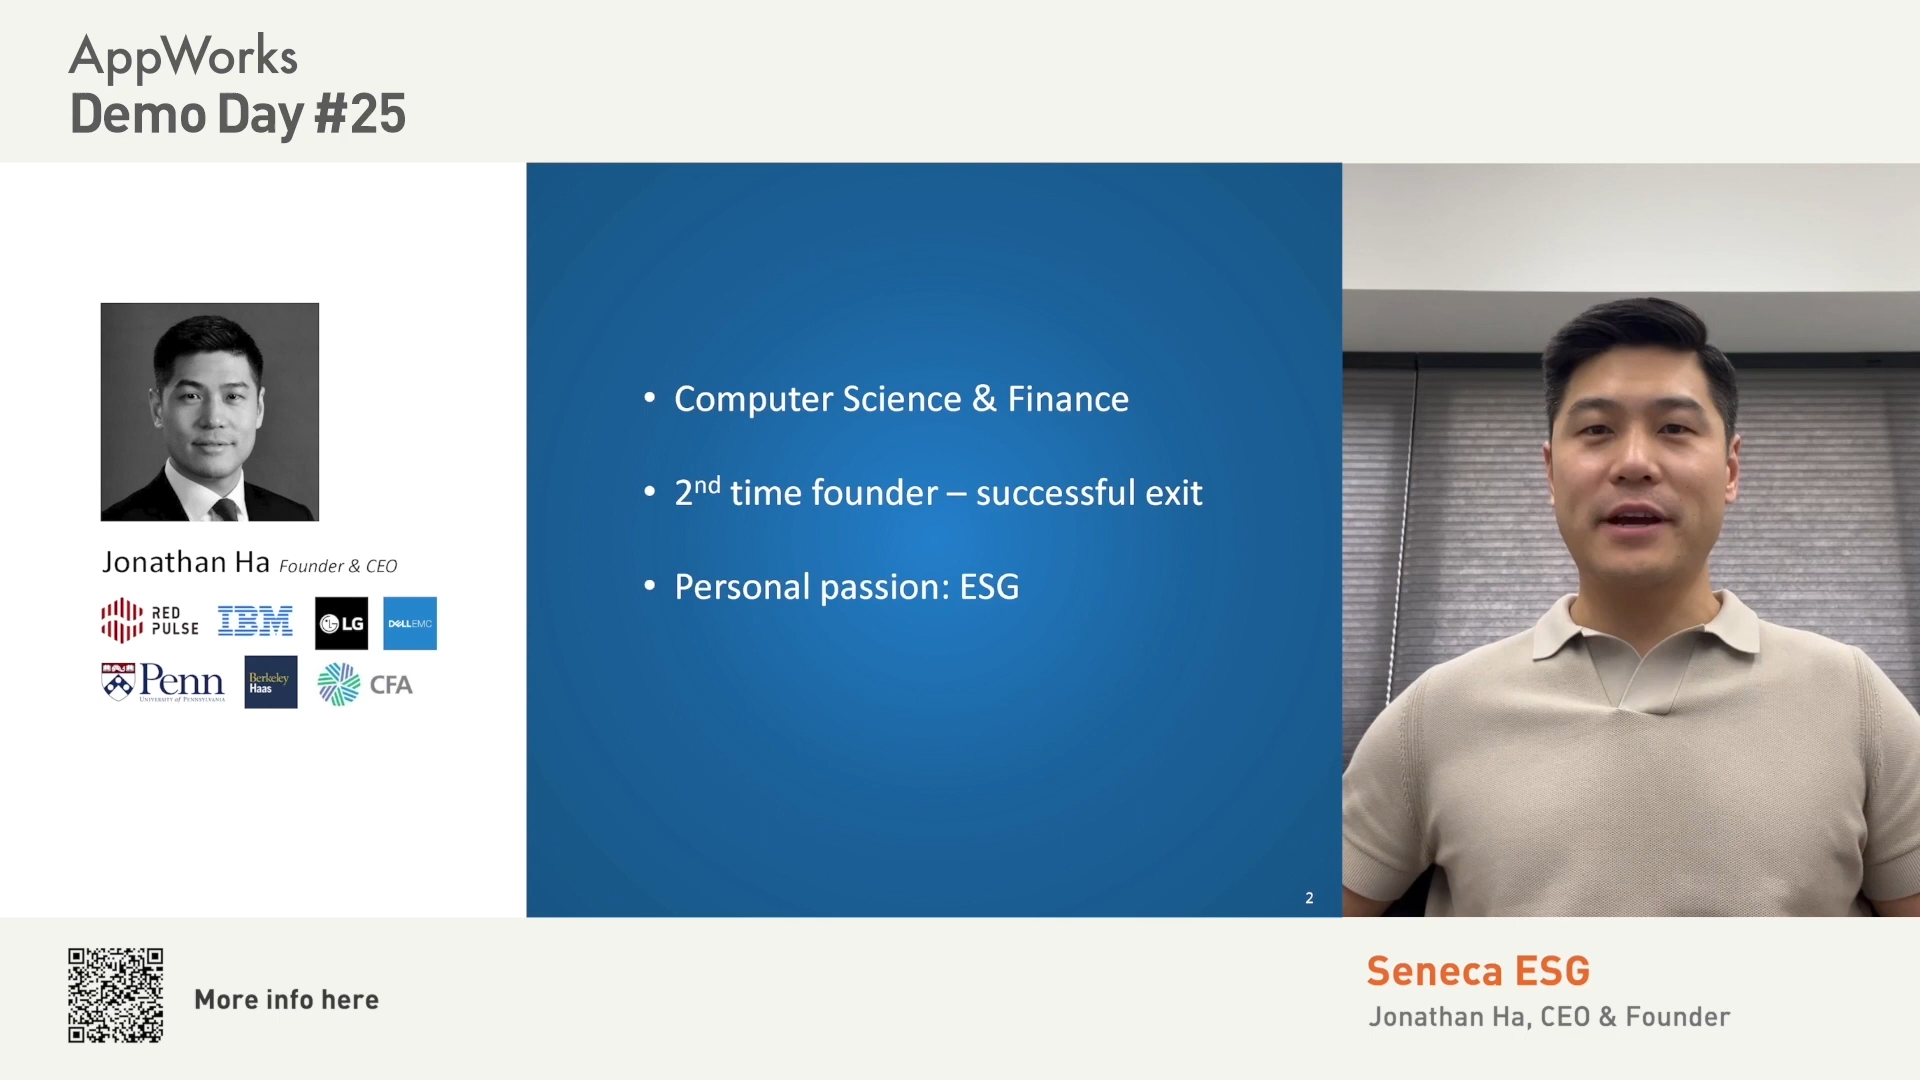 AppWorks
Demo Day #25
Jonathan Ha Founder & CEO
RED
PULSE
IBM
LG
DELLEMC
Penn
UNIVERSITY of PENNSYLVANIA
Berkeley
Haas
CFA
• Computer Science & Finance
• 2nd time founder – successful exit
• Personal passion: ESG
2
More info here
Seneca ESG
Jonathan Ha, CEO & Founder